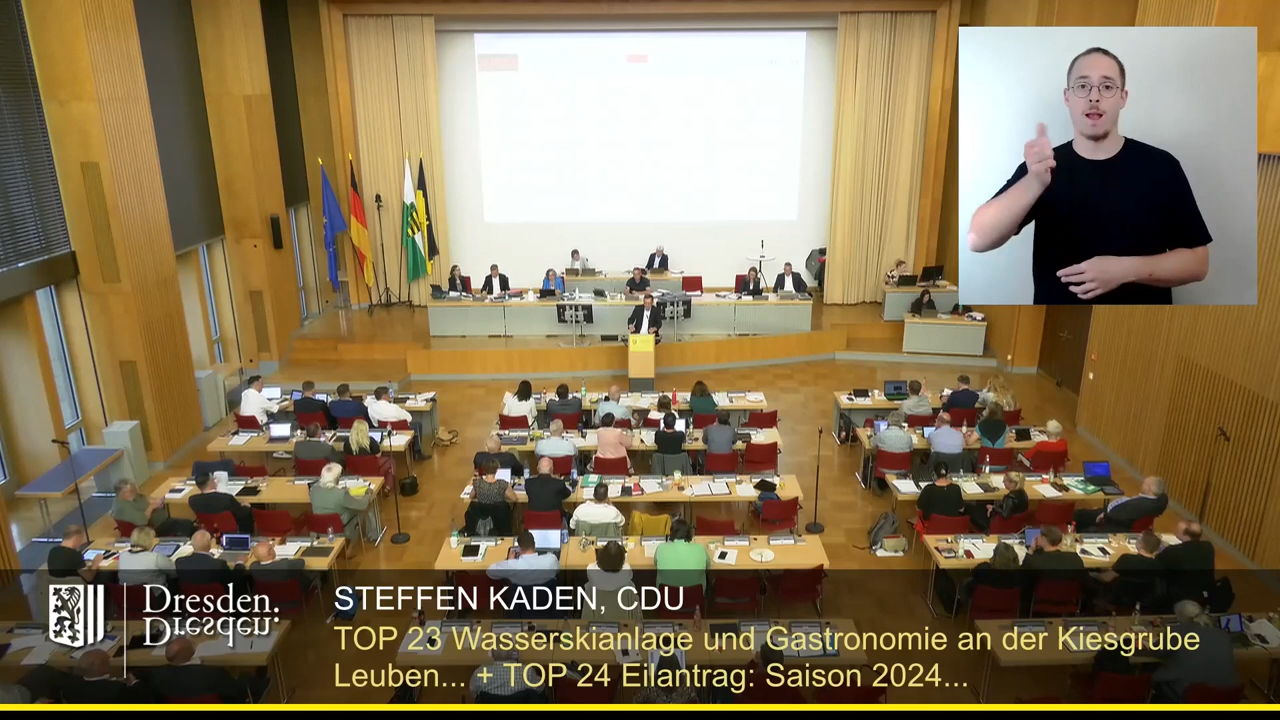 Dresden.
Dresden.
STEFFEN KADEN, CDU
TOP 23 Wasserskianlage und Gastronomie an der Kiesgrube
Leuben... + TOP 24 Eilantrag: Saison 2024...